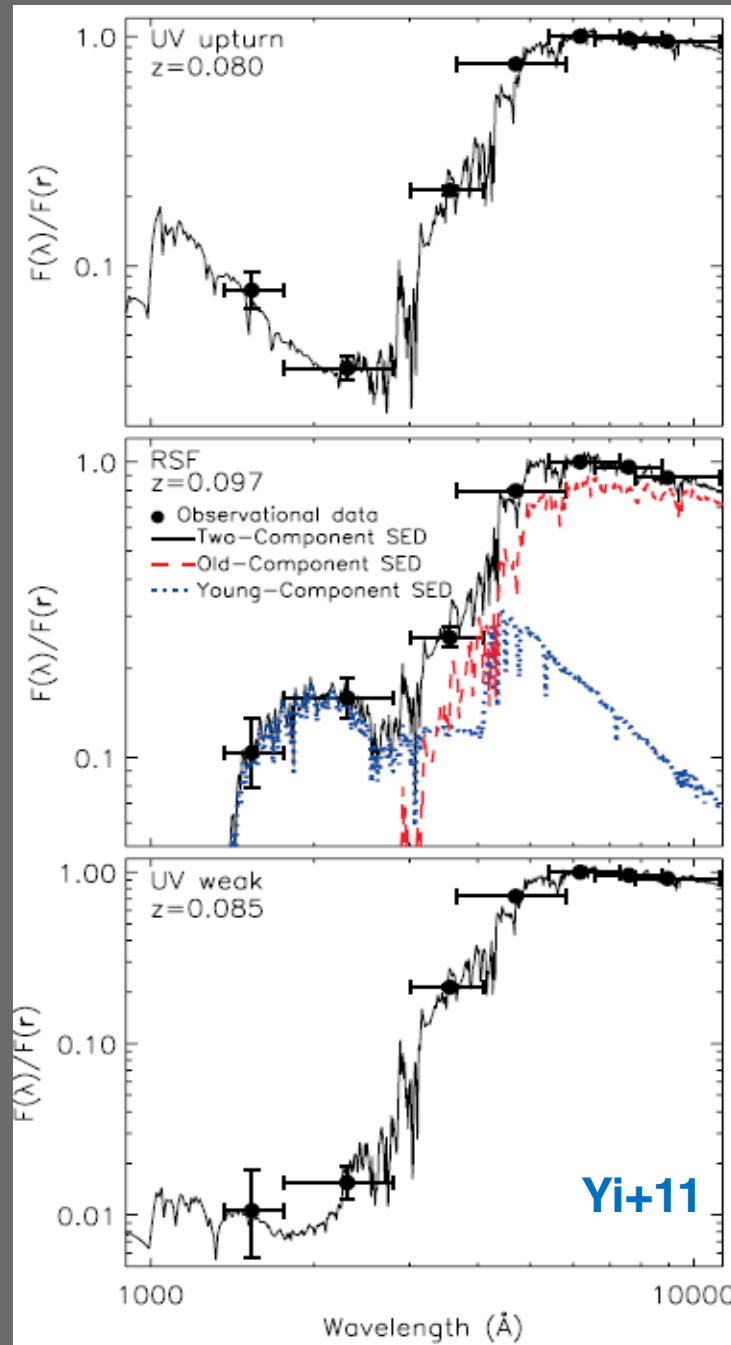 UV upturn
z=0.080
1.0
0.1
F(λ)/F(r)
RSF
z=0.097
Observational data
Two-Component SED
Old-Component SED
Young-Component SED
1.0
0.1
F(λ)/F(r)
UV weak
z=0.085
1.00
0.10
0.01
F(λ)/F(r)
Yi+11
1000
10000
Wavelength (Å)